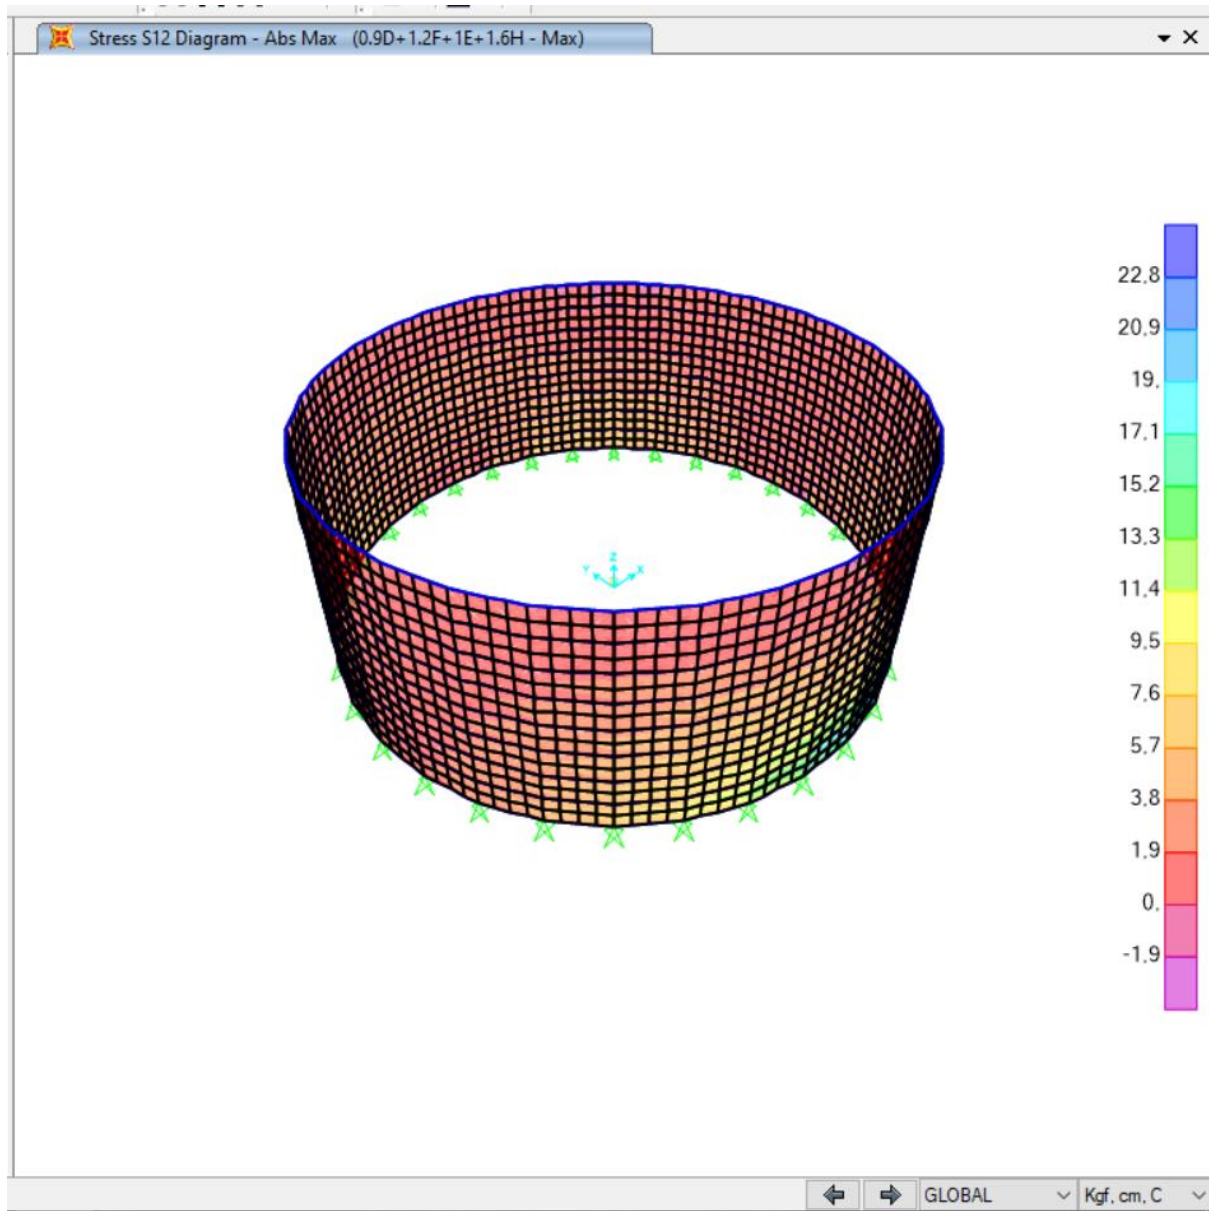 Stress S12 Diagram - Abs Max (0.9D+1.2F+1E+1.6H - Max)
22,8
20,9
19,
17,1
15,2
13,3
11,4
9,5
7,6
5,7
3,8
1,9
0,
-1,9
Z
Y
X
GLOBAL
Kgf, cm, C